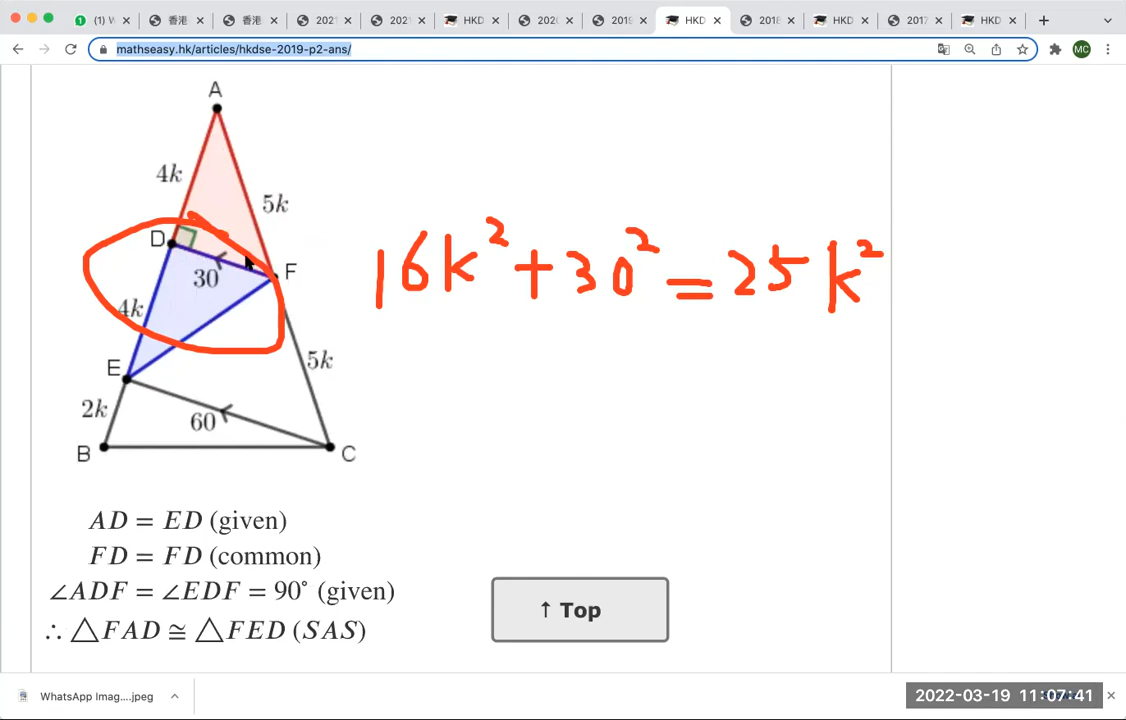 (1) W
香港
香港
2021
2021
HKD
2020
2019
HKD
2018
HKD
2017
HKD
mathseasy.hk/articles/hkdse-2019-p2-ans/
MC
A
4k
5k
D
F
30
16k² + 30² = 25k²
4k
5k
E
2k
60
B
C
AD = ED (given)
FD = FD (common)
∠ADF = ∠EDF = 90° (given)
∴ △FAD ≅ △FED (SAS)
↑ Top
WhatsApp Imag....jpeg
2022-03-19 11:07:41